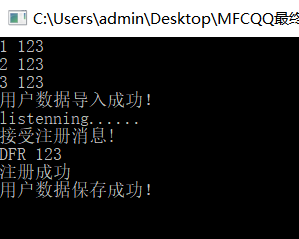 C:\Users\admin\Desktop\MFCQQ最终
1 123
2 123
3 123
用户数据导入成功!
listenning......
接受注册消息!
DFR 123
注册成功
用户数据保存成功!